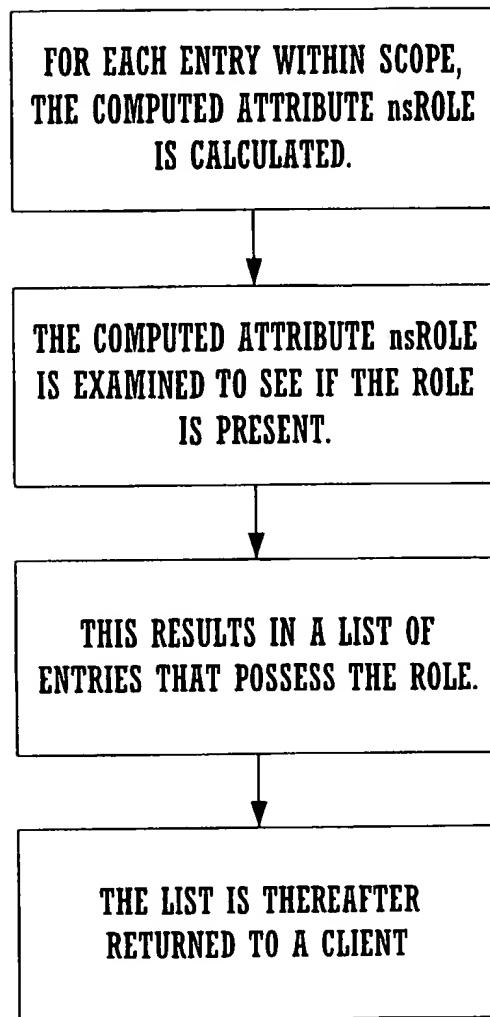 FOR EACH ENTRY WITHIN SCOPE,
THE COMPUTED ATTRIBUTE nsROLE
IS CALCULATED.
THE COMPUTED ATTRIBUTE nsROLE
IS EXAMINED TO SEE IF THE ROLE
IS PRESENT.
THIS RESULTS IN A LIST OF
ENTRIES THAT POSSESS THE ROLE.
THE LIST IS THEREAFTER
RETURNED TO A CLIENT